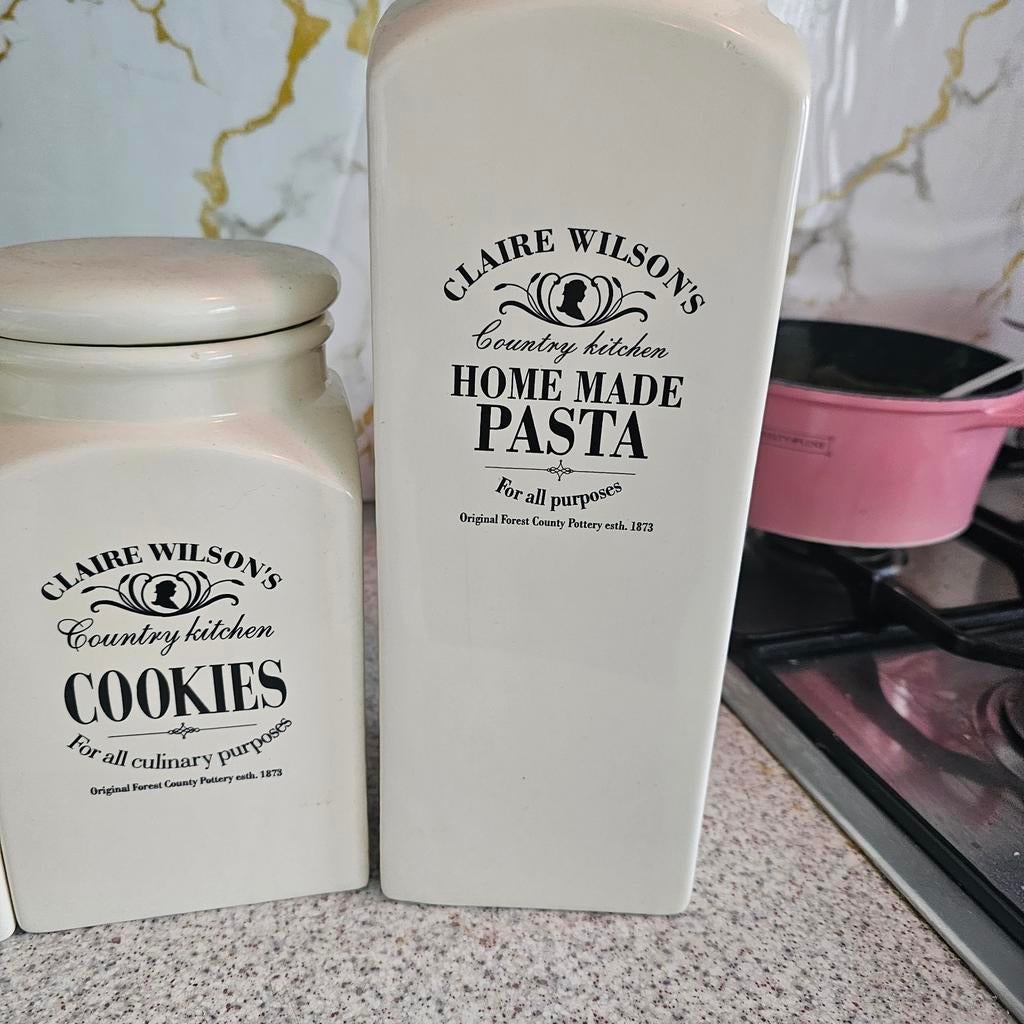 CLAIRE WILSON'S
Country kitchen
COOKIES
For all culinary purposes
Original Forest County Pottery esth. 1873
CLAIRE WILSON'S
Country kitchen
HOME MADE
PASTA
For all purposes
Original Forest County Pottery esth. 1873